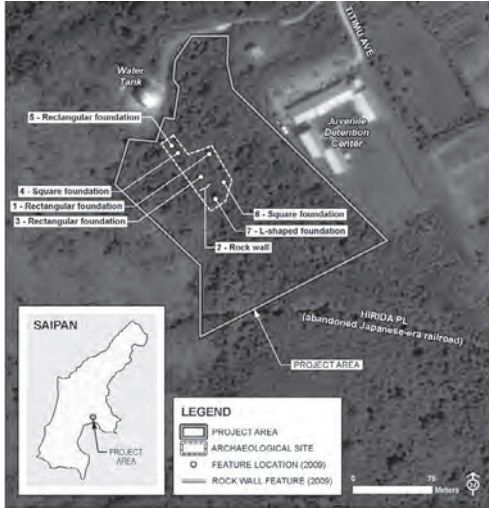 TITIMU AVE
Water
Tank
5 - Rectangular foundation
Juvenile
Detention
Center
4 - Square foundation
1 - Rectangular foundation
3 - Rectangular foundation
6 - Square foundation
7 - L-shaped foundation
2 - Rock wall
HIRIDA PL
(abandoned Japanese-era railroad)
PROJECT AREA
SAIPAN
PROJECT
AREA
LEGEND
PROJECT AREA
ARCHAEOLOGICAL SITE
FEATURE LOCATION (2009)
ROCK WALL FEATURE (2009)
0 75
Meters
N